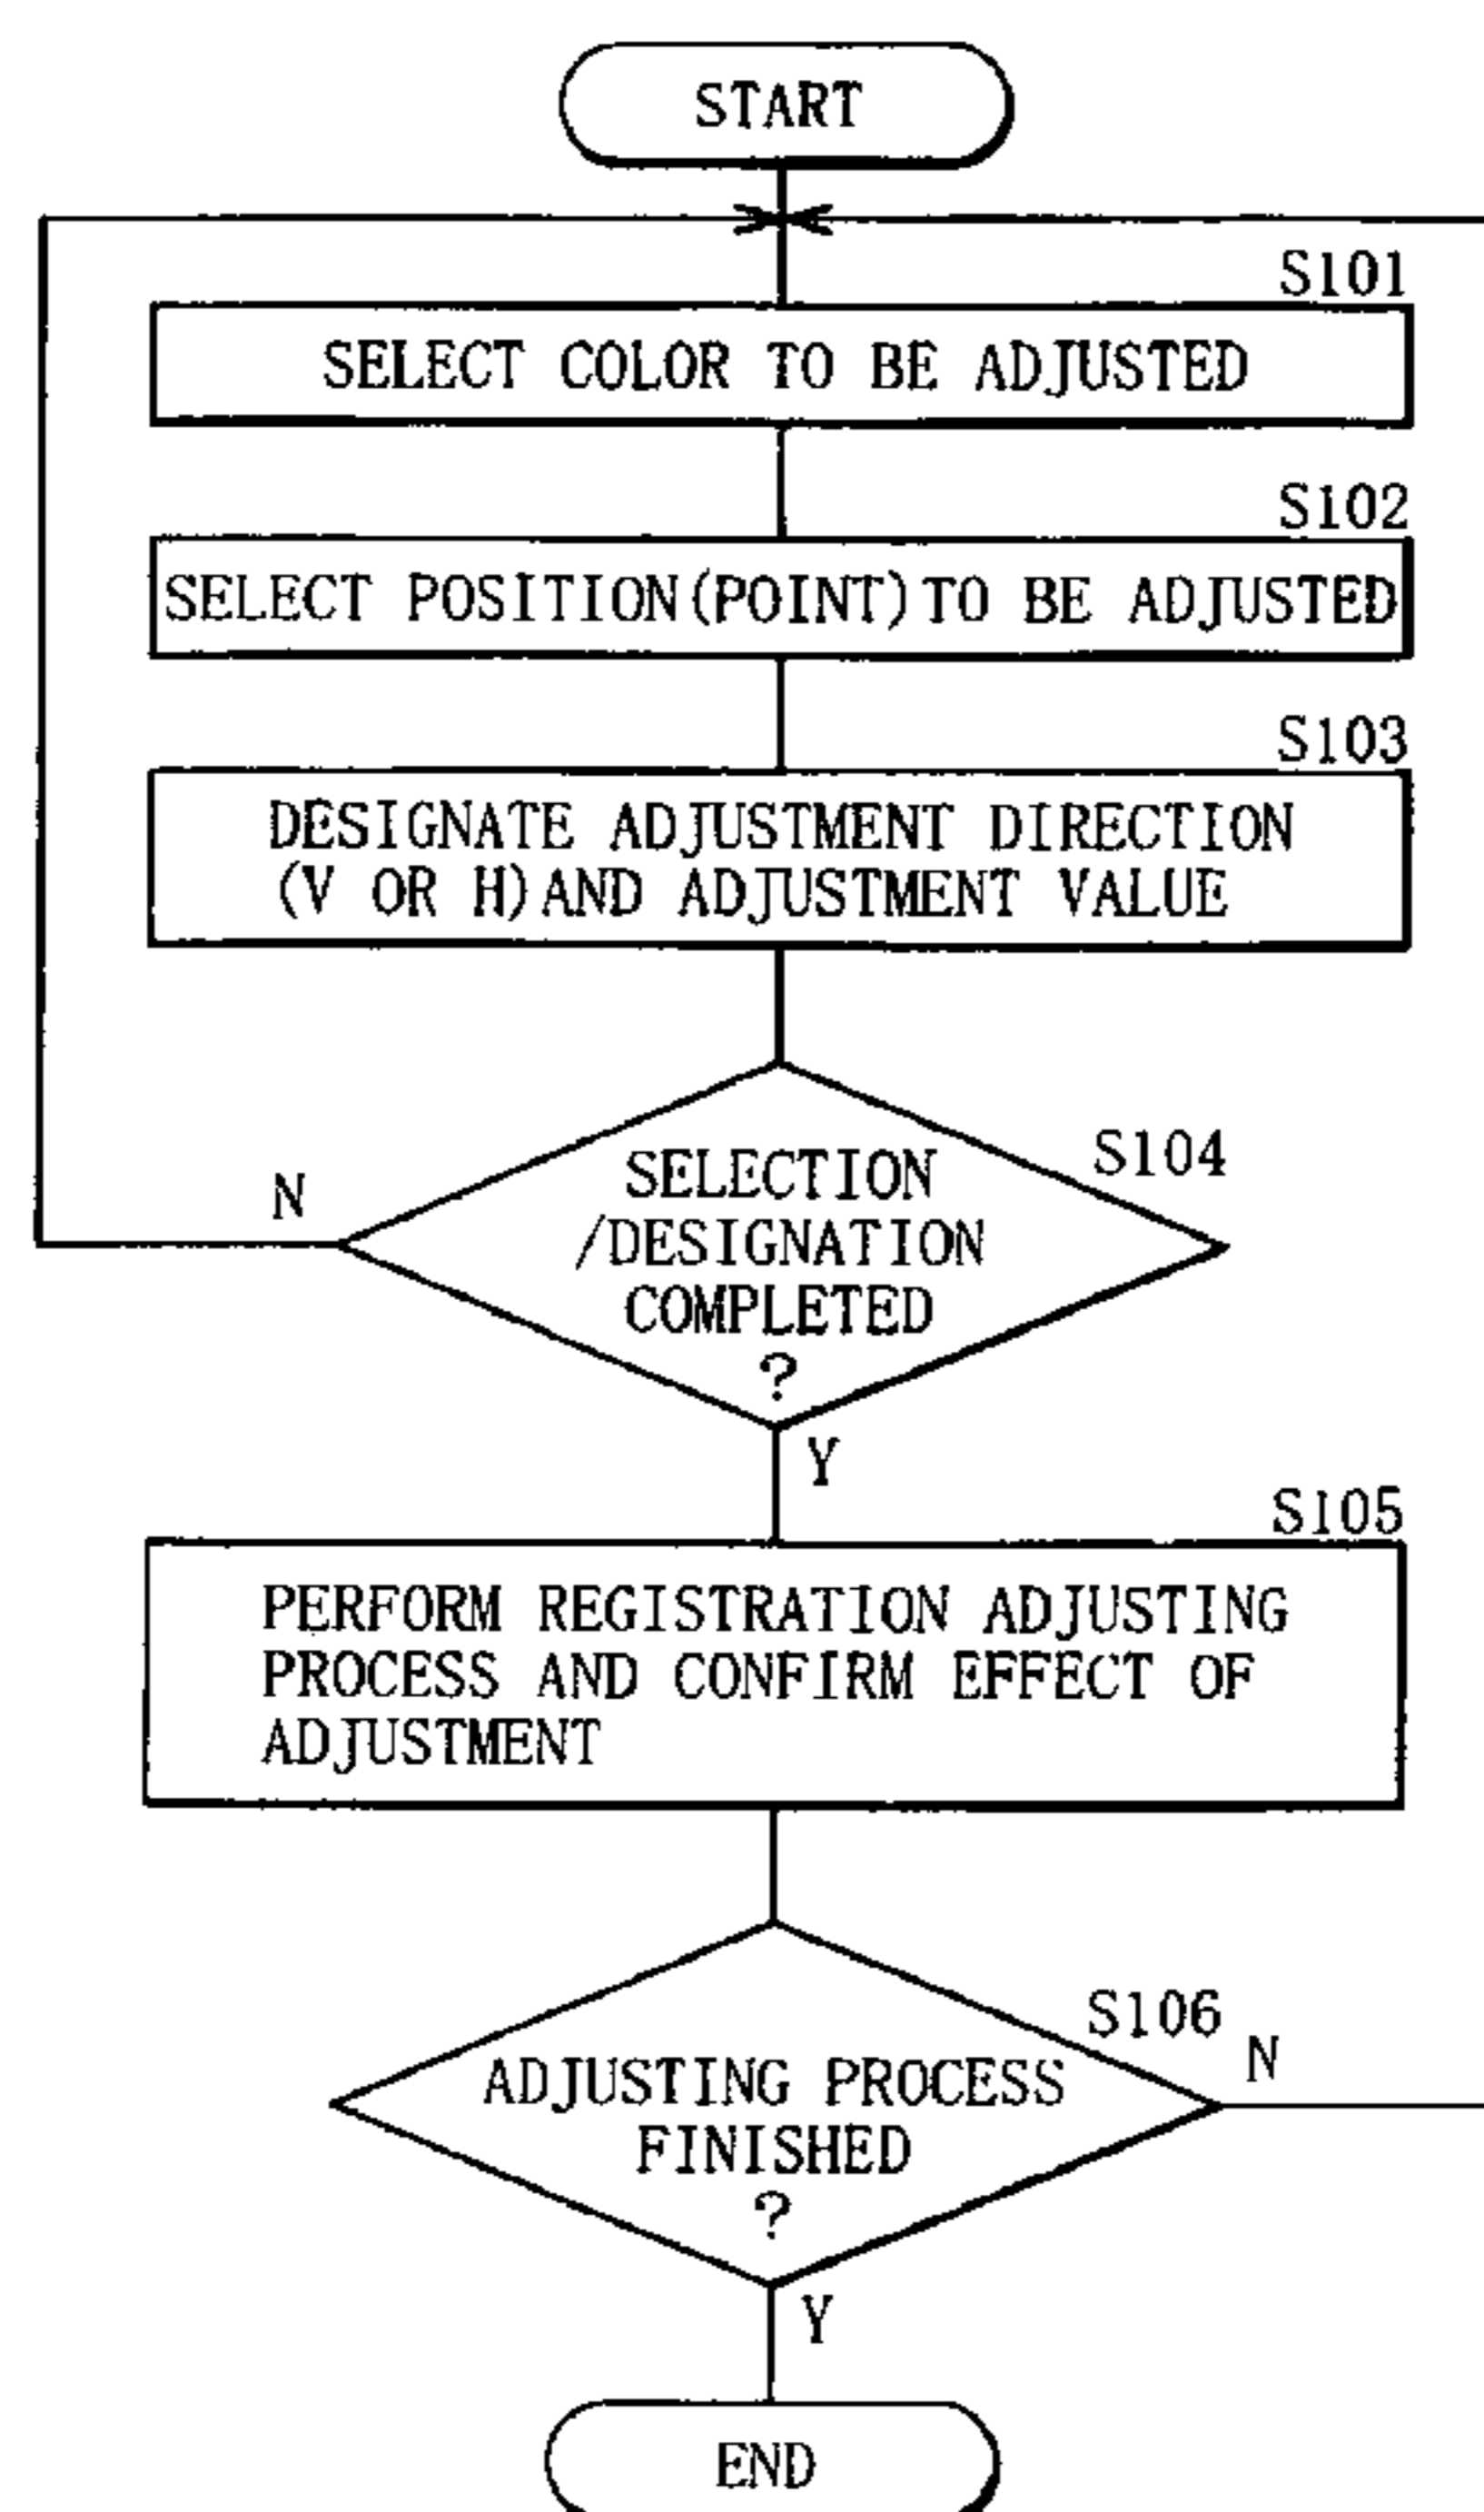 START
S101
SELECT COLOR TO BE ADJUSTED
S102
SELECT POSITION(POINT)TO BE ADJUSTED
S103
DESIGNATE ADJUSTMENT DIRECTION
(V OR H)AND ADJUSTMENT VALUE
S104
N
SELECTION
/DESIGNATION
COMPLETED
?
Y
S105
PERFORM REGISTRATION ADJUSTING
PROCESS AND CONFIRM EFFECT OF
ADJUSTMENT
S106
N
ADJUSTING PROCESS
FINISHED
?
Y
END